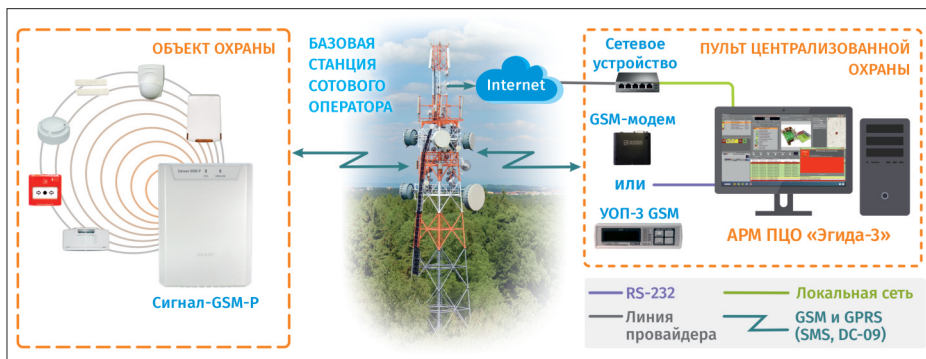 ОБЪЕКТ ОХРАНЫ
Сигнал-GSM-P
БАЗОВАЯ
СТАНЦИЯ
СОТОВОГО
ОПЕРАТОРА
Internet
Сетевое
устройство
GSM-модем
или
УОП-3 GSM
ПУЛЬТ ЦЕНТРАЛИЗОВАННОЙ
ОХРАНЫ
АРМ ПЦО «Эгида-3»
RS-232
Линия
провайдера
Локальная сеть
GSM и GPRS
(SMS, DC-09)